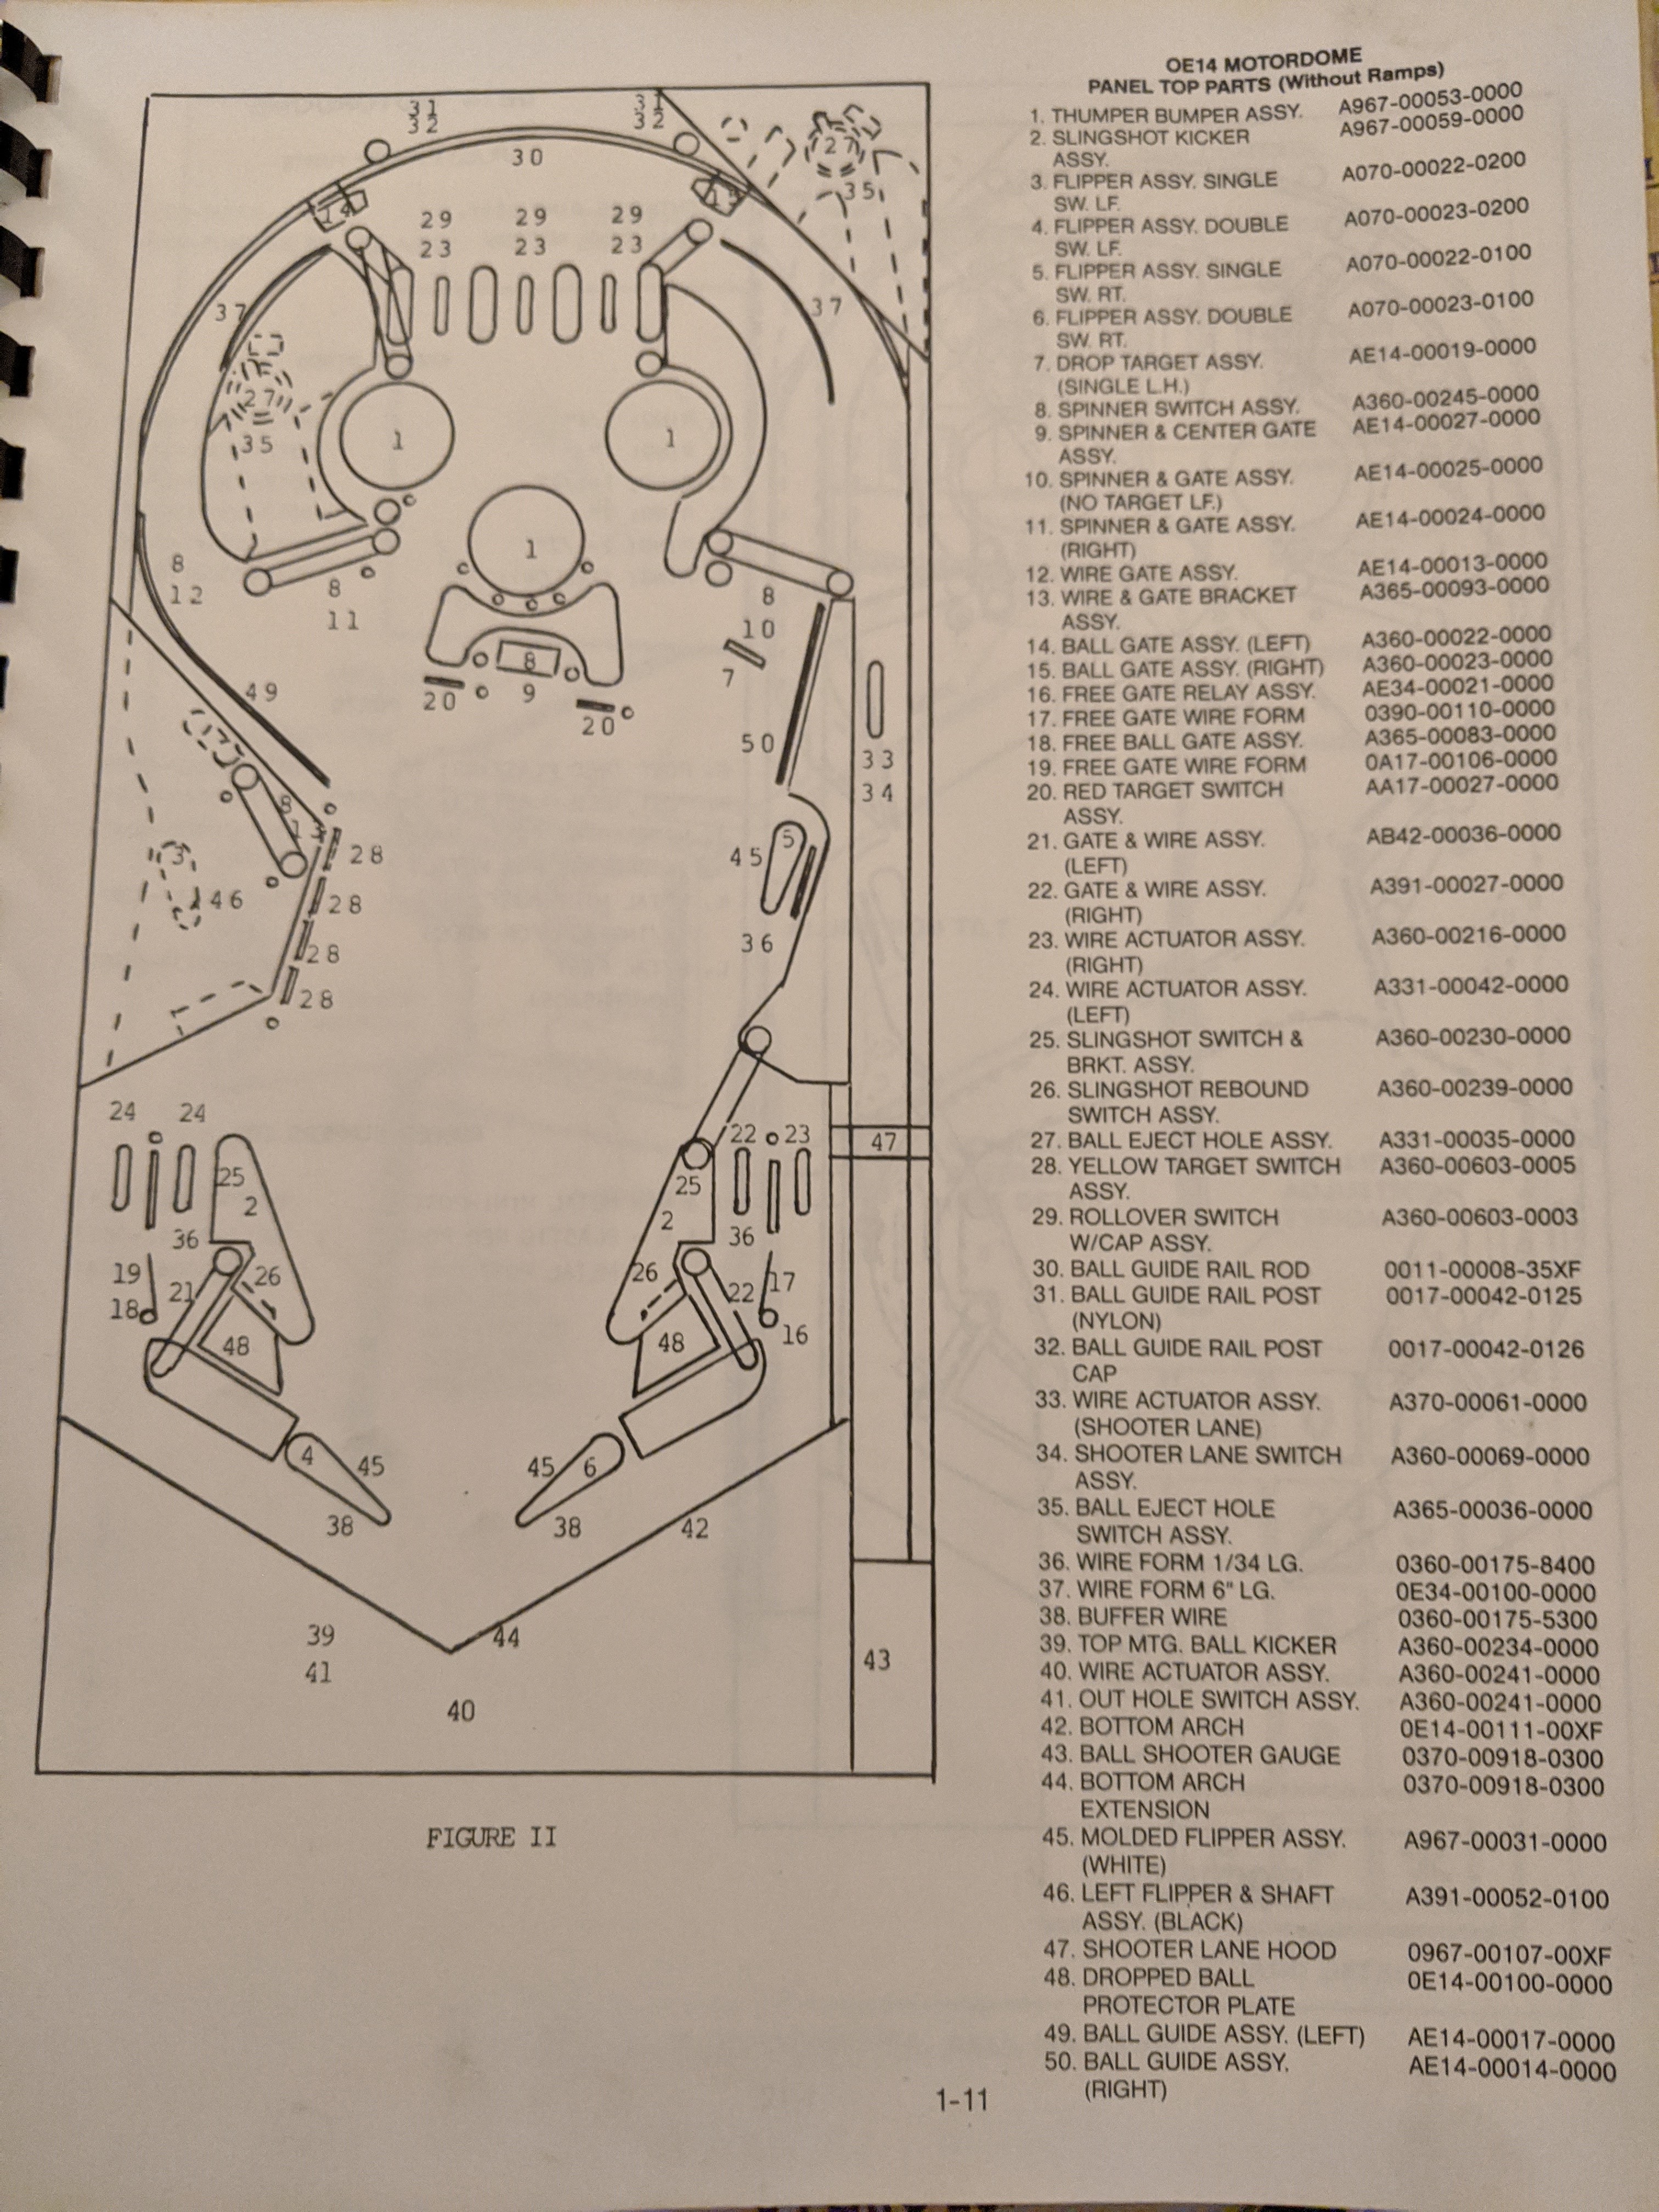 OE14 MOTORDOME
PANEL TOP PARTS (Without Ramps)
1. THUMPER BUMPER ASSY. A967-00053-0000
2. SLINGSHOT KICKER A967-00059-0000
ASSY.
3. FLIPPER ASSY. SINGLE A070-00022-0200
SW. LF.
4. FLIPPER ASSY. DOUBLE A070-00023-0200
SW. LF.
5. FLIPPER ASSY. SINGLE A070-00022-0100
SW. RT.
6. FLIPPER ASSY. DOUBLE A070-00023-0100
SW. RT.
7. DROP TARGET ASSY. AE14-00019-0000
(SINGLE L.H.)
8. SPINNER SWITCH ASSY. A360-00245-0000
9. SPINNER & CENTER GATE AE14-00027-0000
ASSY.
10. SPINNER & GATE ASSY. AE14-00025-0000
(NO TARGET LF.)
11. SPINNER & GATE ASSY. AE14-00024-0000
(RIGHT)
12. WIRE GATE ASSY. AE14-00013-0000
13. WIRE & GATE BRACKET A365-00093-0000
ASSY.
14. BALL GATE ASSY. (LEFT) A360-00022-0000
15. BALL GATE ASSY. (RIGHT) A360-00023-0000
16. FREE GATE RELAY ASSY. AE34-00021-0000
17. FREE GATE WIRE FORM 0390-00110-0000
18. FREE BALL GATE ASSY. A365-00083-0000
19. FREE GATE WIRE FORM 0A17-00106-0000
20. RED TARGET SWITCH AA17-00027-0000
ASSY.
21. GATE & WIRE ASSY. AB42-00036-0000
(LEFT)
22. GATE & WIRE ASSY. A391-00027-0000
(RIGHT)
23. WIRE ACTUATOR ASSY. A360-00216-0000
(RIGHT)
24. WIRE ACTUATOR ASSY. A331-00042-0000
(LEFT)
25. SLINGSHOT SWITCH & A360-00230-0000
BRKT. ASSY.
26. SLINGSHOT REBOUND A360-00239-0000
SWITCH ASSY.
27. BALL EJECT HOLE ASSY. A331-00035-0000
28. YELLOW TARGET SWITCH A360-00603-0005
ASSY.
29. ROLLOVER SWITCH A360-00603-0003
W/CAP ASSY.
30. BALL GUIDE RAIL ROD 0011-00008-35XF
31. BALL GUIDE RAIL POST 0017-00042-0125
(NYLON)
32. BALL GUIDE RAIL POST 0017-00042-0126
CAP
33. WIRE ACTUATOR ASSY. A370-00061-0000
(SHOOTER LANE)
34. SHOOTER LANE SWITCH A360-00069-0000
ASSY.
35. BALL EJECT HOLE A365-00036-0000
SWITCH ASSY.
36. WIRE FORM 1/34 LG. 0360-00175-8400
37. WIRE FORM 6" LG. 0E34-00100-0000
38. BUFFER WIRE 0360-00175-5300
39. TOP MTG. BALL KICKER A360-00234-0000
40. WIRE ACTUATOR ASSY. A360-00241-0000
41. OUT HOLE SWITCH ASSY. A360-00241-0000
42. BOTTOM ARCH 0E14-00111-00XF
43. BALL SHOOTER GAUGE 0370-00918-0300
44. BOTTOM ARCH 0370-00918-0300
EXTENSION
45. MOLDED FLIPPER ASSY. A967-00031-0000
(WHITE)
46. LEFT FLIPPER & SHAFT A391-00052-0100
ASSY. (BLACK)
47. SHOOTER LANE HOOD 0967-00107-00XF
48. DROPPED BALL 0E14-00100-0000
PROTECTOR PLATE
49. BALL GUIDE ASSY. (LEFT) AE14-00017-0000
50. BALL GUIDE ASSY. AE14-00014-0000
(RIGHT)
31 31
32 32
30
27
35
14 15
29 29 29
23 23 23
37 37
27
35
1 1
1
8
12
8
11
8
10
7
8
9
20 20
49
50
33
34
8
13
28
28
28
28
3
46
5
45
36
24 24
22 23
47
25 25
2 2
36 36
19 21 26
18
26 22 17
16
48 48
4 45
45 6
38 38
42
39
41
44
40
43
FIGURE II
1-11